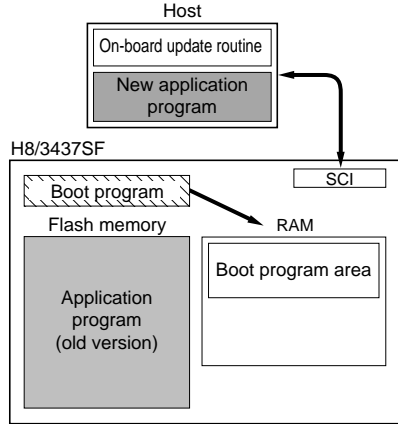 Host
On-board update routine
New application
program
H8/3437SF
SCI
Boot program
Flash memory
RAM
Boot program area
Application
program
(old version)